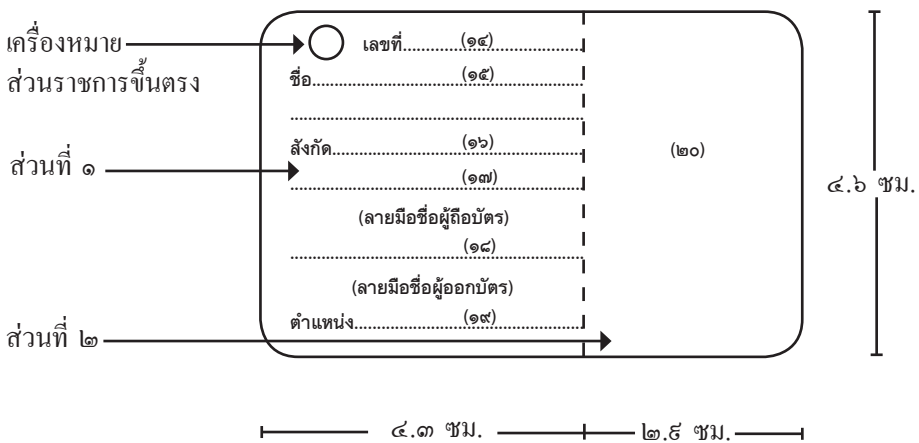 เครื่องหมาย
ส่วนราชการขึ้นตรง
เลขที่..........(๑๔)..........
ชื่อ..........(๑๕)..........
สังกัด..........(๑๖)..........
ส่วนที่ ๑
(๑๗)
(ลายมือชื่อผู้ถือบัตร)
(๑๘)
(ลายมือชื่อผู้ออกบัตร)
ตำแหน่ง..........(๑๙)..........
ส่วนที่ ๒
(๒๐)
๔.๖ ซม.
๔.๓ ซม.
๒.๙ ซม.